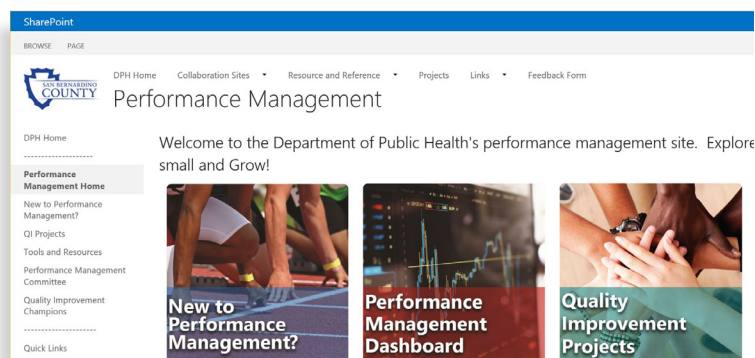 SharePoint
BROWSE PAGE
SAN BERNARDINO
COUNTY
DPH Home Collaboration Sites Resource and Reference Projects Links Feedback Form
Performance Management
DPH Home
--------------------
Performance
Management Home
New to Performance
Management?
QI Projects
Tools and Resources
Performance Management
Committee
Quality Improvement
Champions
---------------------
Quick Links
Welcome to the Department of Public Health's performance management site. Explore
small and Grow!
New to
Performance
Management?
Performance
Management
Dashboard
Quality
Improvement
Projects